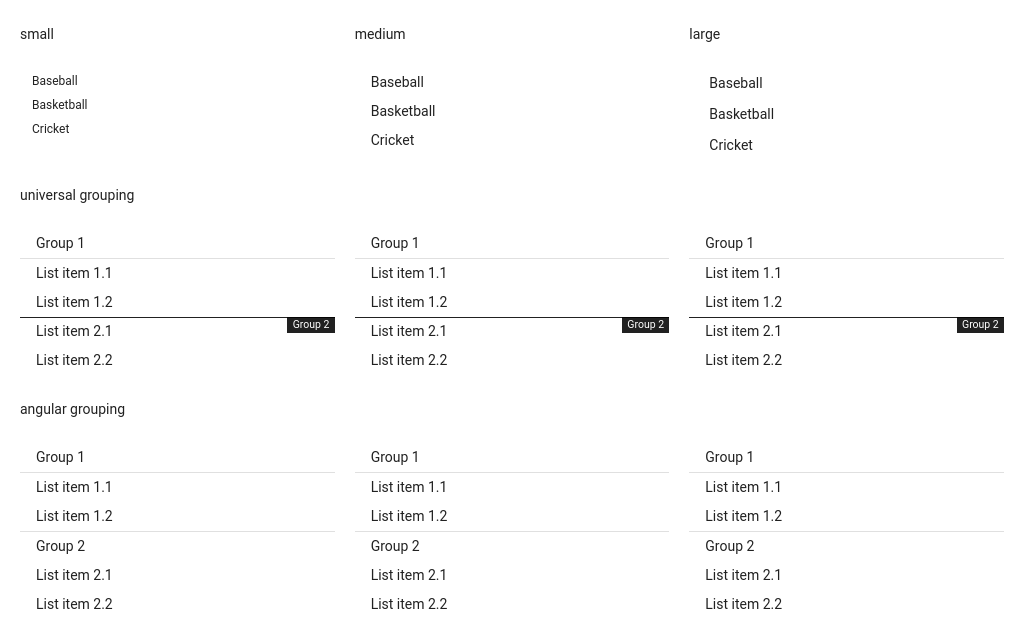 small medium large
Baseball Baseball Baseball
Basketball Basketball Basketball
Cricket Cricket Cricket
universal grouping
Group 1 Group 1 Group 1
List item 1.1 List item 1.1 List item 1.1
List item 1.2 List item 1.2 List item 1.2
List item 2.1 Group 2 List item 2.1 Group 2 List item 2.1 Group 2
List item 2.2 List item 2.2 List item 2.2
angular grouping
Group 1 Group 1 Group 1
List item 1.1 List item 1.1 List item 1.1
List item 1.2 List item 1.2 List item 1.2
Group 2 Group 2 Group 2
List item 2.1 List item 2.1 List item 2.1
List item 2.2 List item 2.2 List item 2.2